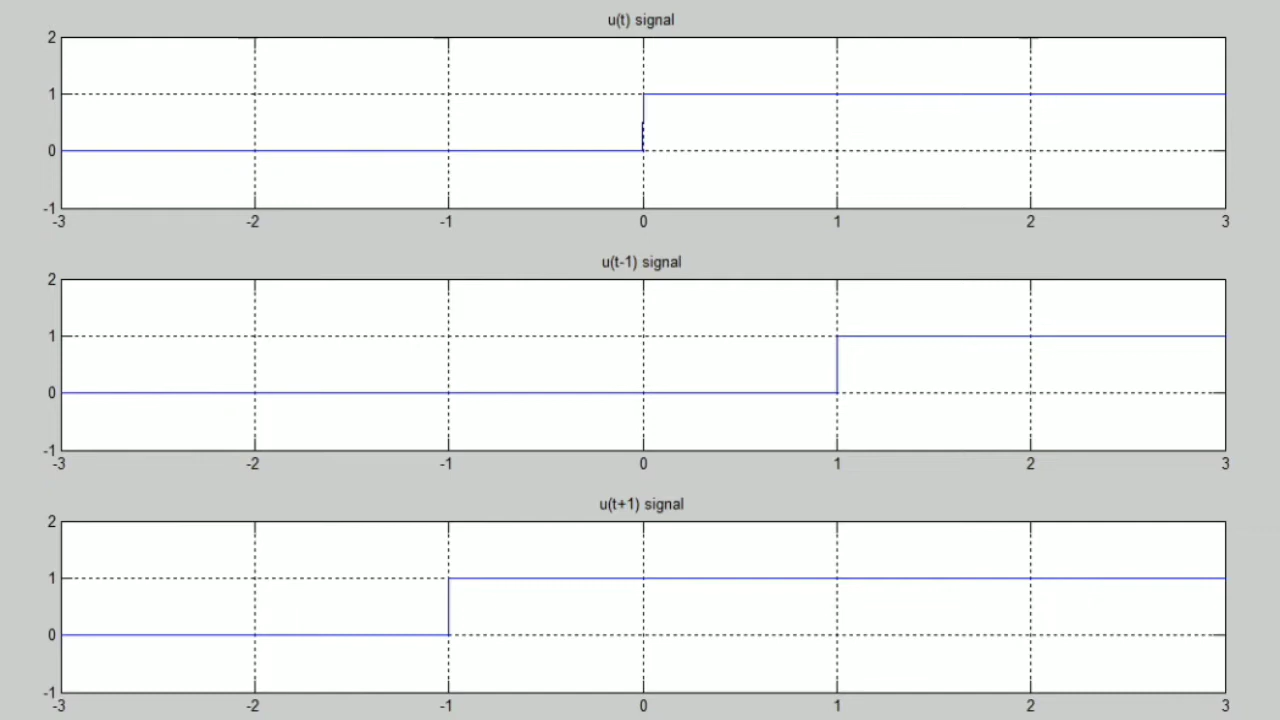 u(t) signal
2
1
0
-1
-3 -2 -1 0 1 2 3
u(t-1) signal
2
1
0
-1
-3 -2 -1 0 1 2 3
u(t+1) signal
2
1
0
-1
-3 -2 -1 0 1 2 3